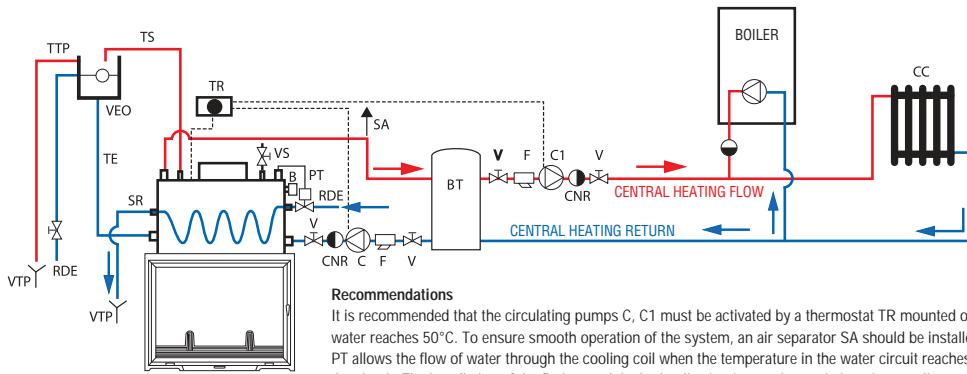 BOILER
TTP
TS
TR
CC
VEO
SA
VS
B
PT
V
F
C1
V
TE
BT
CNR
RDE
CENTRAL HEATING FLOW
SR
V
CENTRAL HEATING RETURN
CNR
C
F
V
VTP
RDE
VTP
Recommendations
It is recommended that the circulating pumps C, C1 must be activated by a thermostat TR mounted o
water reaches 50°C. To ensure smooth operation of the system, an air separator SA should be installe
PT allows the flow of water through the cooling coil when the temperature in the water circuit reaches